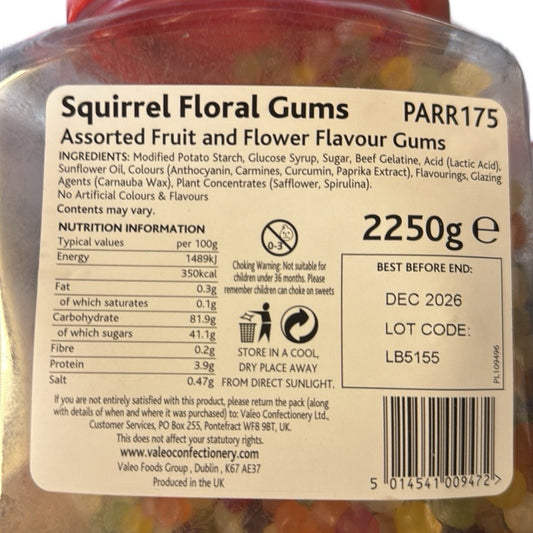 Squirrel Floral Gums PARR175
Assorted Fruit and Flower Flavour Gums
INGREDIENTS: Modified Potato Starch, Glucose Syrup, Sugar, Beef Gelatine, Acid (Lactic Acid),
Sunflower Oil, Colours (Anthocyanin, Carmines, Curcumin, Paprika Extract), Flavourings, Glazing
Agents (Carnauba Wax), Plant Concentrates (Safflower, Spirulina).
No Artificial Colours & Flavours
Contents may vary.
NUTRITION INFORMATION
Typical values per 100g
Energy 1489kJ
350kcal
Fat 0.3g
of which saturates 0.1g
Carbohydrate 81.9g
of which sugars 41.1g
Fibre 0.2g
Protein 3.9g
Salt 0.47g
0-3
Choking Warning: Not suitable for
children under 36 months. Please
remember children can choke on sweets
STORE IN A COOL,
DRY PLACE AWAY
FROM DIRECT SUNLIGHT.
2250g e
BEST BEFORE END:
DEC 2026
LOT CODE:
LB5155
PL109496
If you are not entirely satisfied with this product, please return the pack (along
with details of when and where it was purchased) to: Valeo Confectionery Ltd.,
Customer Services, PO Box 255, Pontefract WF8 9BT, UK.
This does not affect your statutory rights.
www.valeoconfectionery.com
Valeo Foods Group , Dublin , K67 AE37
Produced in the UK
5 014541 009472 >